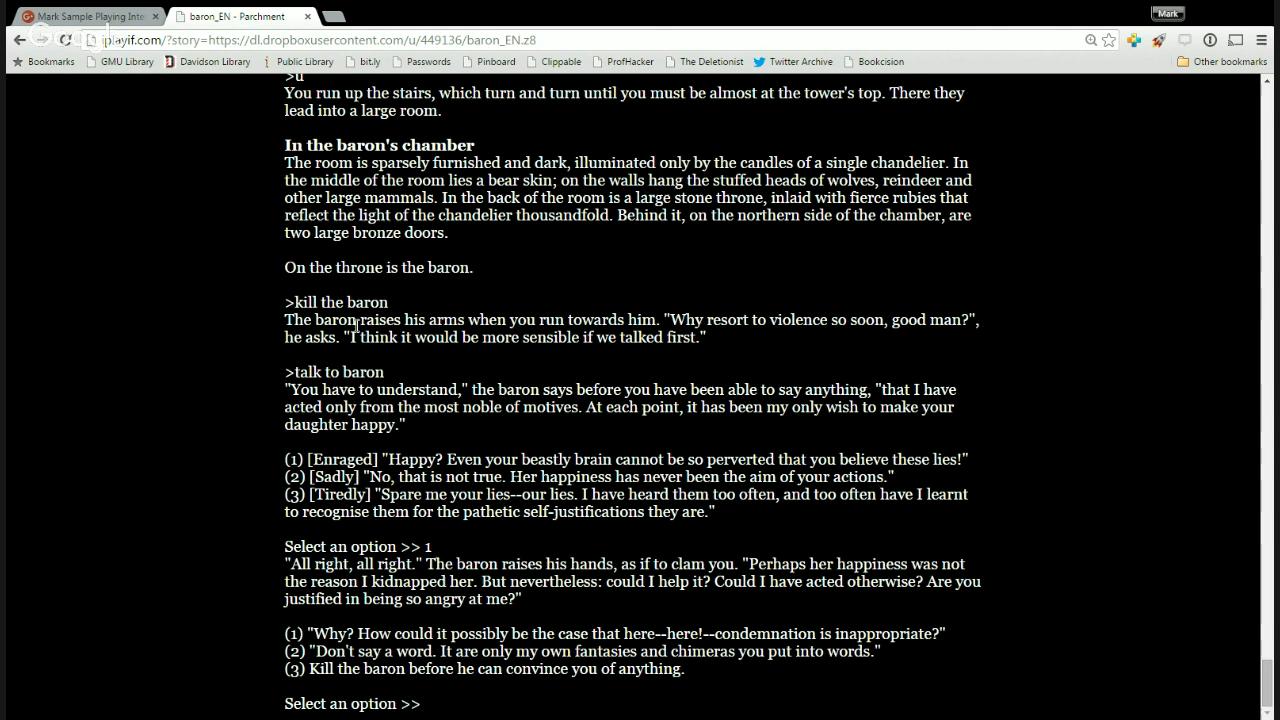 Mark Sample Playing Inte
baron_EN - Parchment
Mark
iplayif.com/?story=https://dl.dropboxusercontent.com/u/449136/baron_EN.z8
Bookmarks GMU Library Davidson Library Public Library bit.ly Passwords Pinboard Clippable ProfHacker The Deletionist Twitter Archive Bookcision Other bookmarks
>u
You run up the stairs, which turn and turn until you must be almost at the tower's top. There they
lead into a large room.
In the baron's chamber
The room is sparsely furnished and dark, illuminated only by the candles of a single chandelier. In
the middle of the room lies a bear skin; on the walls hang the stuffed heads of wolves, reindeer and
other large mammals. In the back of the room is a large stone throne, inlaid with fierce rubies that
reflect the light of the chandelier thousandfold. Behind it, on the northern side of the chamber, are
two large bronze doors.
On the throne is the baron.
>kill the baron
The baron raises his arms when you run towards him. "Why resort to violence so soon, good man?",
he asks. "I think it would be more sensible if we talked first."
>talk to baron
"You have to understand," the baron says before you have been able to say anything, "that I have
acted only from the most noble of motives. At each point, it has been my only wish to make your
daughter happy."
(1) [Enraged] "Happy? Even your beastly brain cannot be so perverted that you believe these lies!"
(2) [Sadly] "No, that is not true. Her happiness has never been the aim of your actions."
(3) [Tiredly] "Spare me your lies--our lies. I have heard them too often, and too often have I learnt
to recognise them for the pathetic self-justifications they are."
Select an option >> 1
"All right, all right." The baron raises his hands, as if to clam you. "Perhaps her happiness was not
the reason I kidnapped her. But nevertheless: could I help it? Could I have acted otherwise? Are you
justified in being so angry at me?"
(1) "Why? How could it possibly be the case that here--here!--condemnation is inappropriate?"
(2) "Don't say a word. It are only my own fantasies and chimeras you put into words."
(3) Kill the baron before he can convince you of anything.
Select an option >>